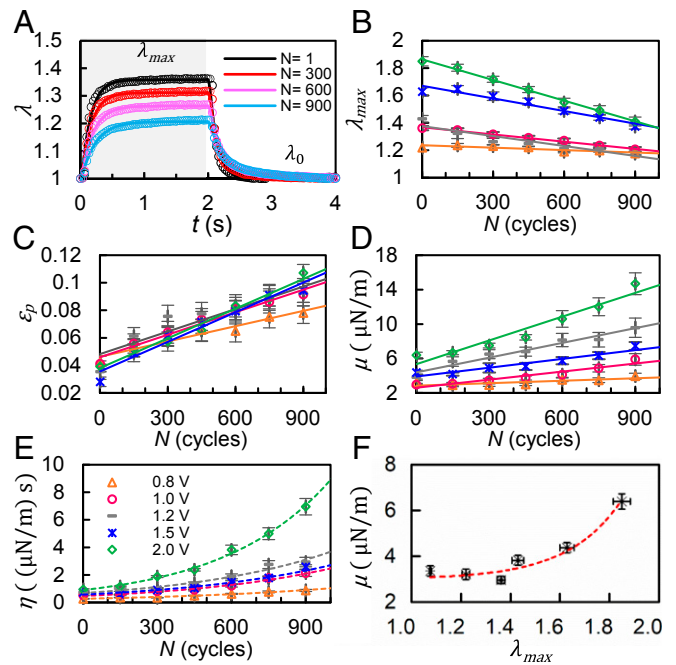 A
λ
1.4
1.3
1.2
1.1
1
λmax
N= 1
N= 300
N= 600
N= 900
λ0
0 1 2 3 4
t (s)
B
λmax
2
1.8
1.6
1.4
1.2
1
0 300 600 900
N (cycles)
C
εp
0.12
0.1
0.08
0.06
0.04
0.02
0 300 600 900
N (cycles)
D
μ ( μN/m)
18
14
10
6
2
0 300 600 900
N (cycles)
E
η ( (μN/m) s)
10
8
6
4
2
0
0.8 V
1.0 V
1.2 V
1.5 V
2.0 V
0 300 600 900
N (cycles)
F
μ ( μN/m)
8
6
4
2
1.0 1.2 1.4 1.6 1.8 2.0
λmax